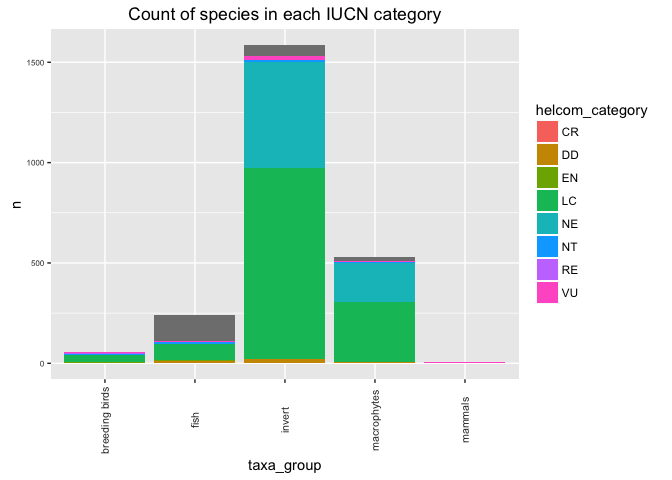 Count of species in each IUCN category
n
1500
1000
500
0
breeding birds
fish
invert
macrophytes
mammals
taxa_group
helcom_category
CR
DD
EN
LC
NE
NT
RE
VU